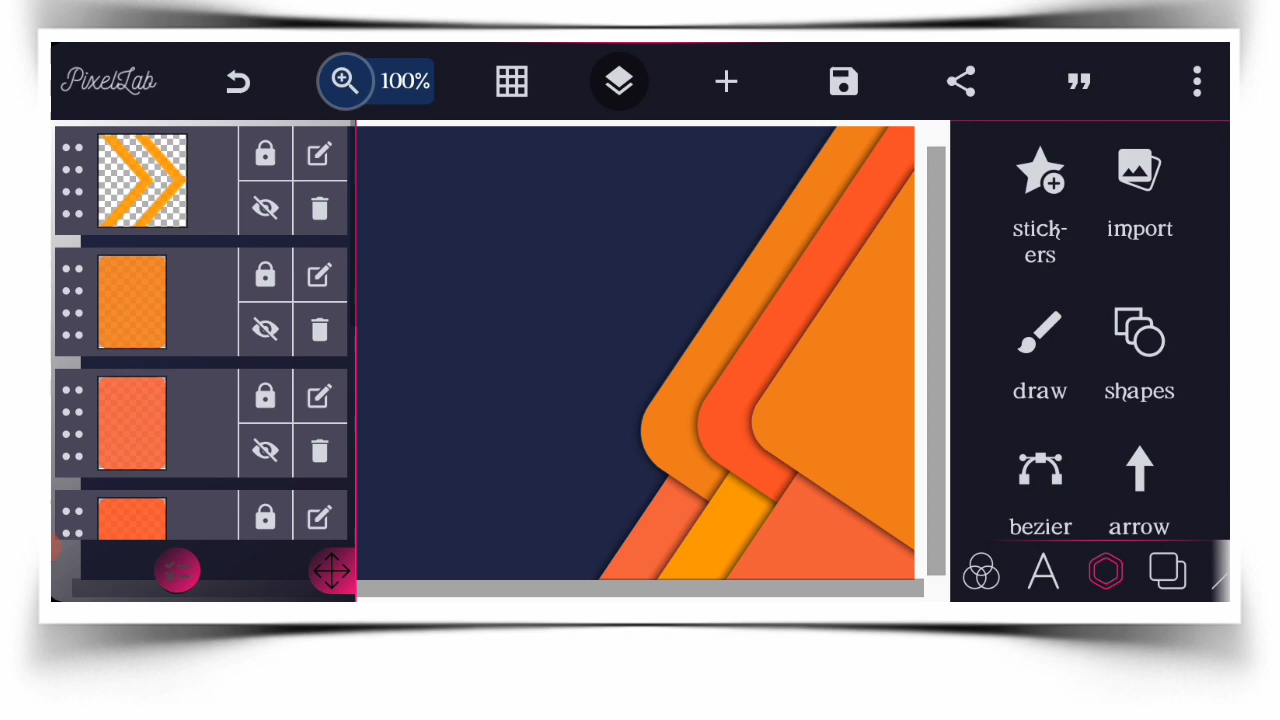 PixelLab
100%
stick-
ers
import
draw
shapes
bezier
arrow